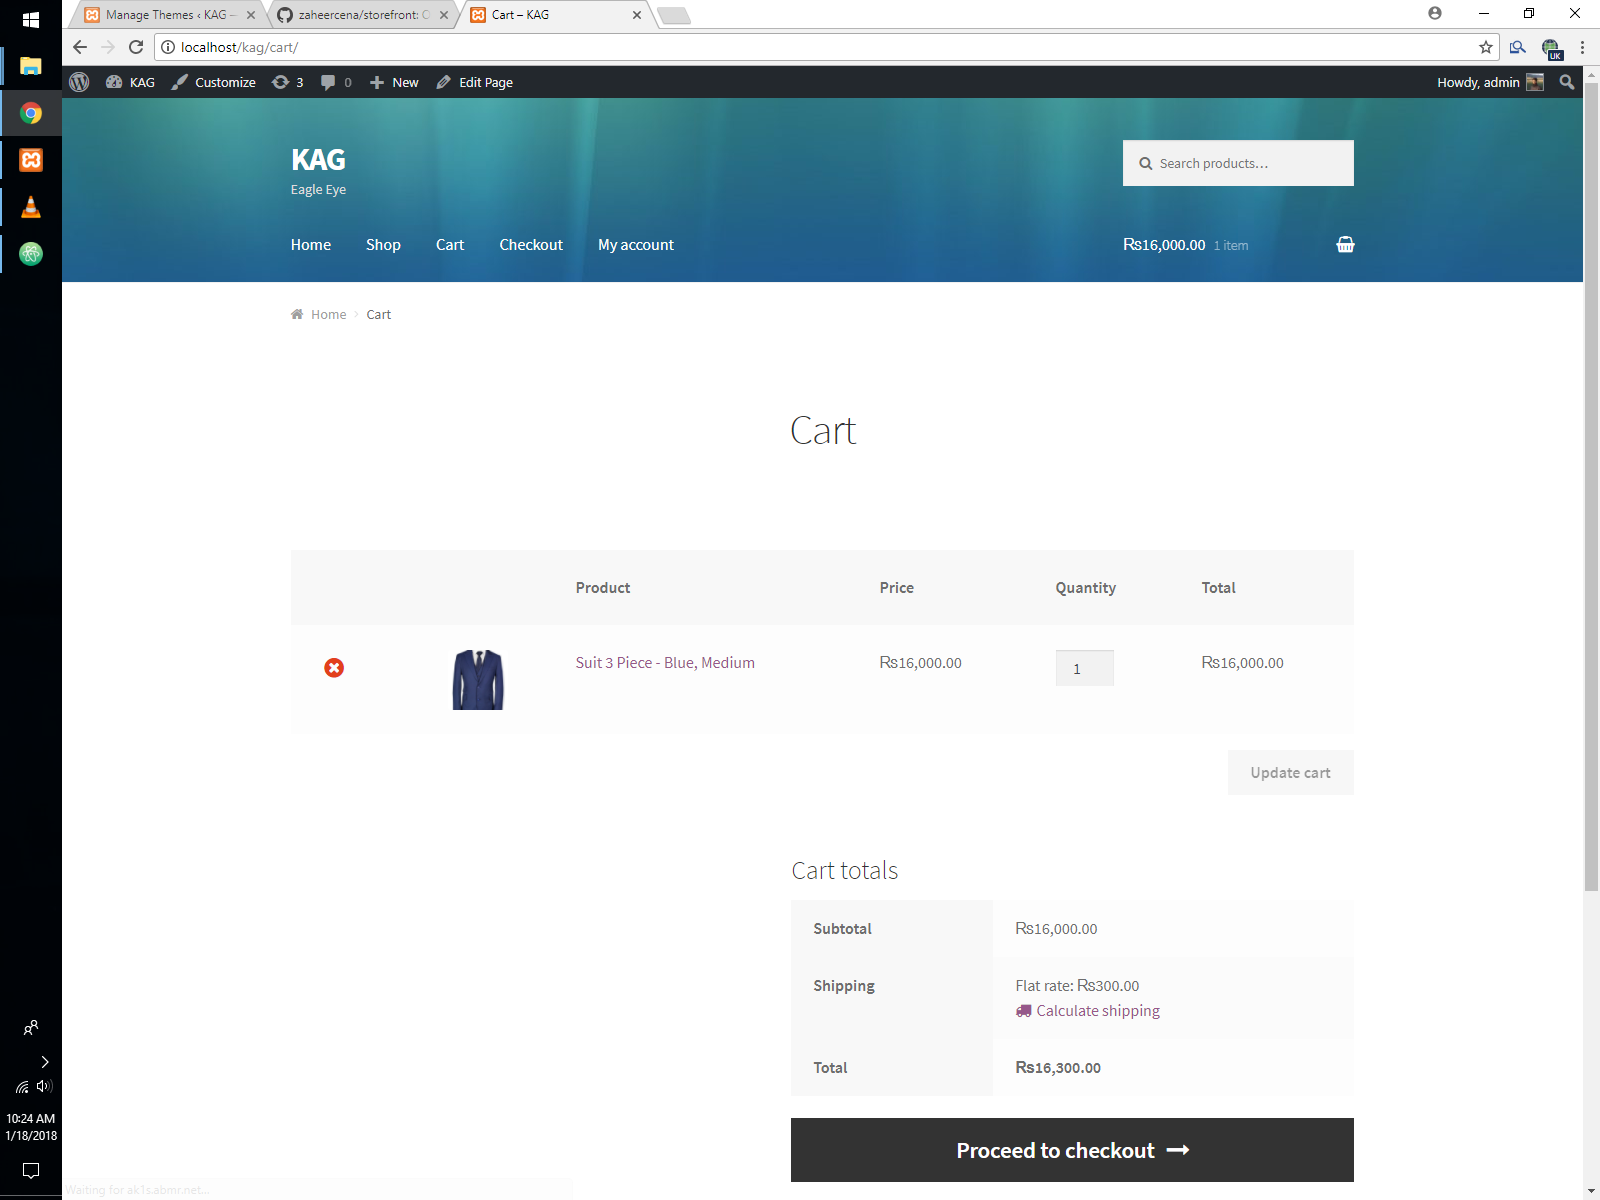 Manage Themes ‹ KAG –
zaheercena/storefront: O
Cart – KAG
localhost/kag/cart/
UK
KAG
Customize
3
0
New
Edit Page
Howdy, admin
KAG
Eagle Eye
Search products…
Home
Shop
Cart
Checkout
My account
₨16,000.00 1 item
Home
Cart
Cart
Product
Price
Quantity
Total
Suit 3 Piece - Blue, Medium
₨16,000.00
1
₨16,000.00
Update cart
Cart totals
Subtotal
₨16,000.00
Shipping
Flat rate: ₨300.00
Calculate shipping
Total
₨16,300.00
Proceed to checkout
10:24 AM
1/18/2018
Waiting for ak1s.abmr.net...